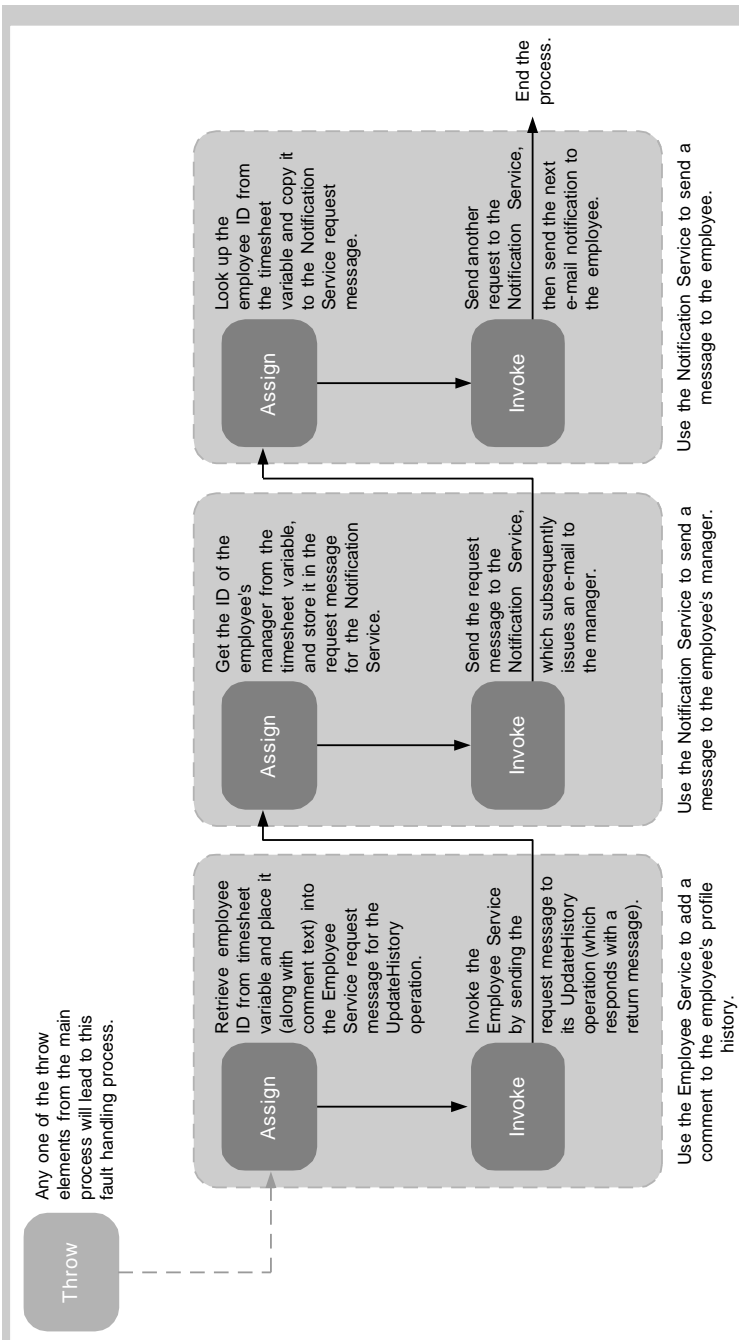 Throw
Any one of the throw
elements from the main
process will lead to this
fault handling process.
Assign
Retrieve employee
ID from timesheet
variable and place it
(along with
comment text) into
the Employee
Service request
message for the
UpdateHistory
operation.
Invoke
Invoke the
Employee Service
by sending the
request message to
its UpdateHistory
operation (which
responds with a
return message).
Use the Employee Service to add a
comment to the employee's profile
history.
Assign
Get the ID of the
employee's
manager from the
timesheet variable,
and store it in the
request message
for the Notification
Service.
Invoke
Send the request
message to the
Notification Service,
which subsequently
issues an e-mail to
the manager.
Use the Notification Service to send a
message to the employee's manager.
Assign
Look up the
employee ID from
the timesheet
variable and copy it
to the Notification
Service request
message.
Invoke
Send another
request to the
Notification Service,
then send the next
e-mail notification to
the employee.
Use the Notification Service to send a
message to the employee.
End the
process.